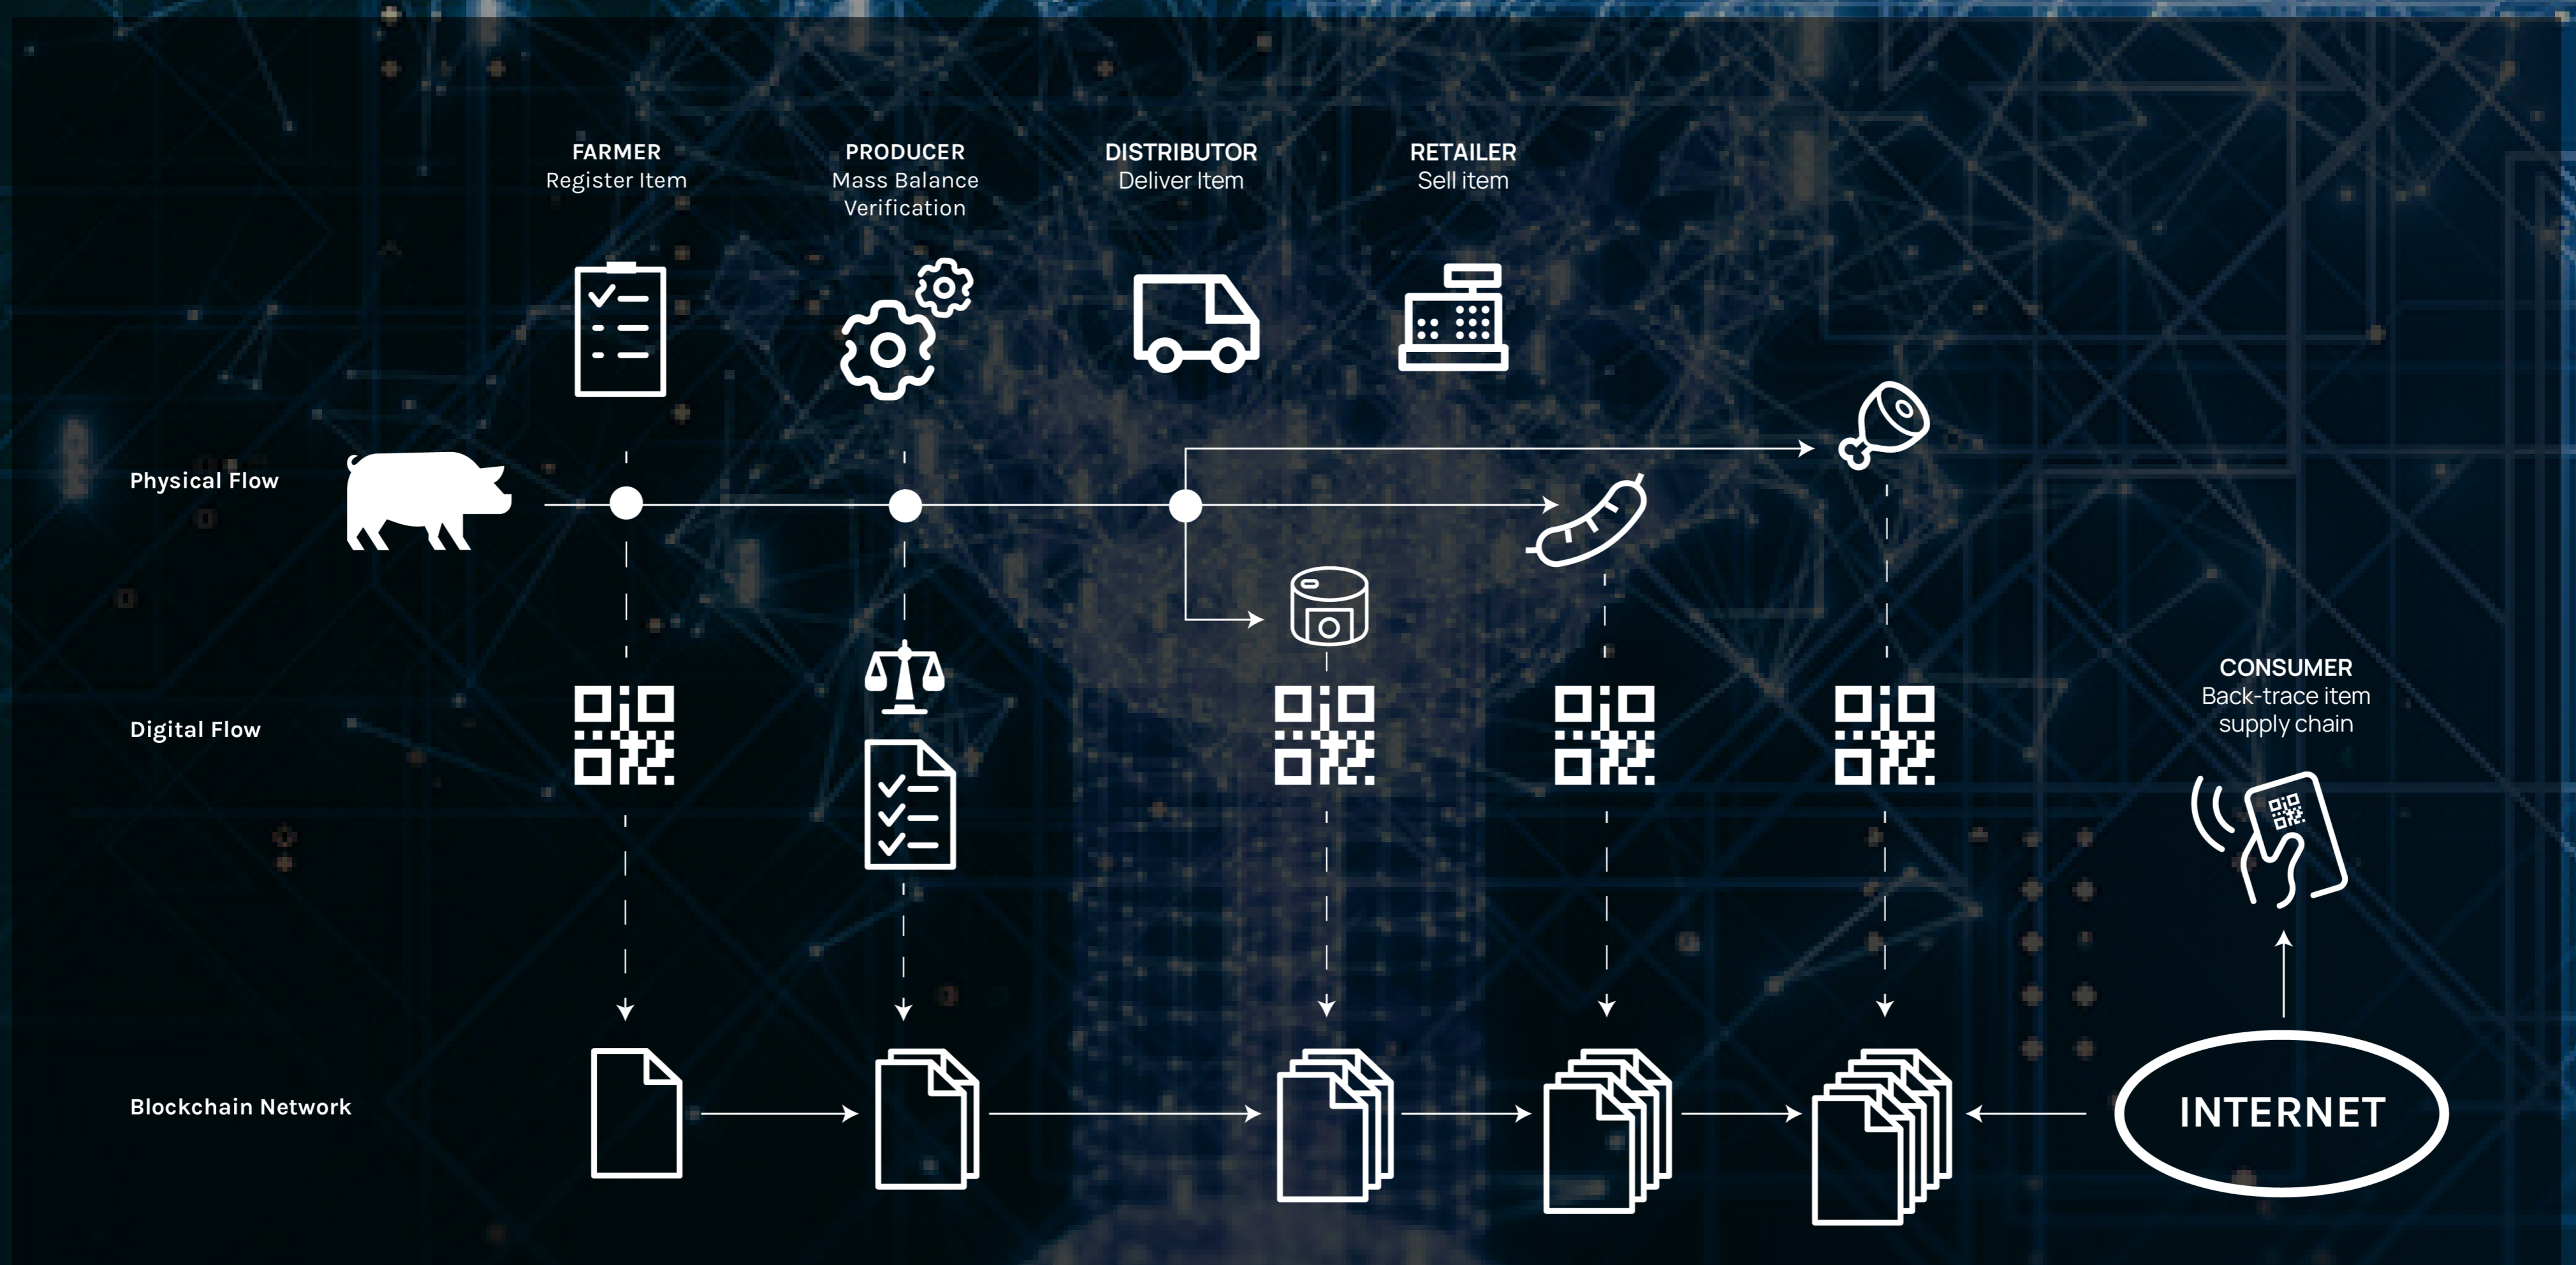 FARMER
Register Item
PRODUCER
Mass Balance
Verification
DISTRIBUTOR
Deliver Item
RETAILER
Sell item
Physical Flow
Digital Flow
CONSUMER
Back-trace item
supply chain
Blockchain Network
INTERNET